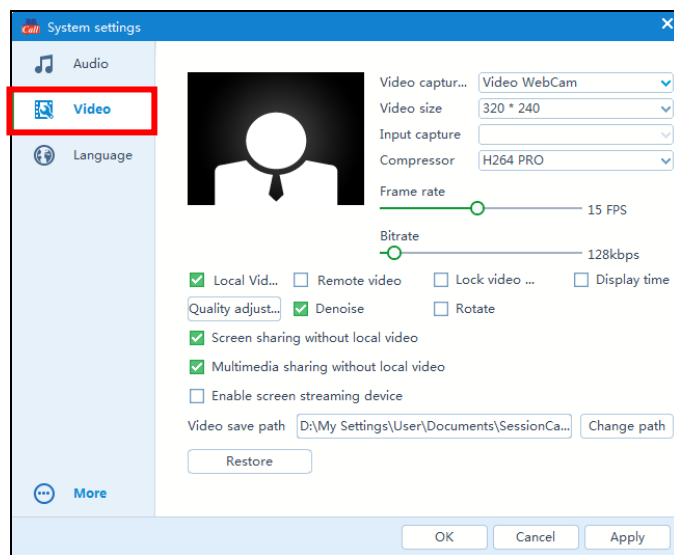 Call System settings
Audio
Video
Language
Video captur... Video WebCam
Video size 320 * 240
Input capture
Compressor H264 PRO
Frame rate
15 FPS
Bitrate
128kbps
Local Vid... Remote video Lock video ... Display time
Quality adjust... Denoise Rotate
Screen sharing without local video
Multimedia sharing without local video
Enable screen streaming device
Video save path D:\My Settings\User\Documents\SessionCa... Change path
Restore
More
OK Cancel Apply